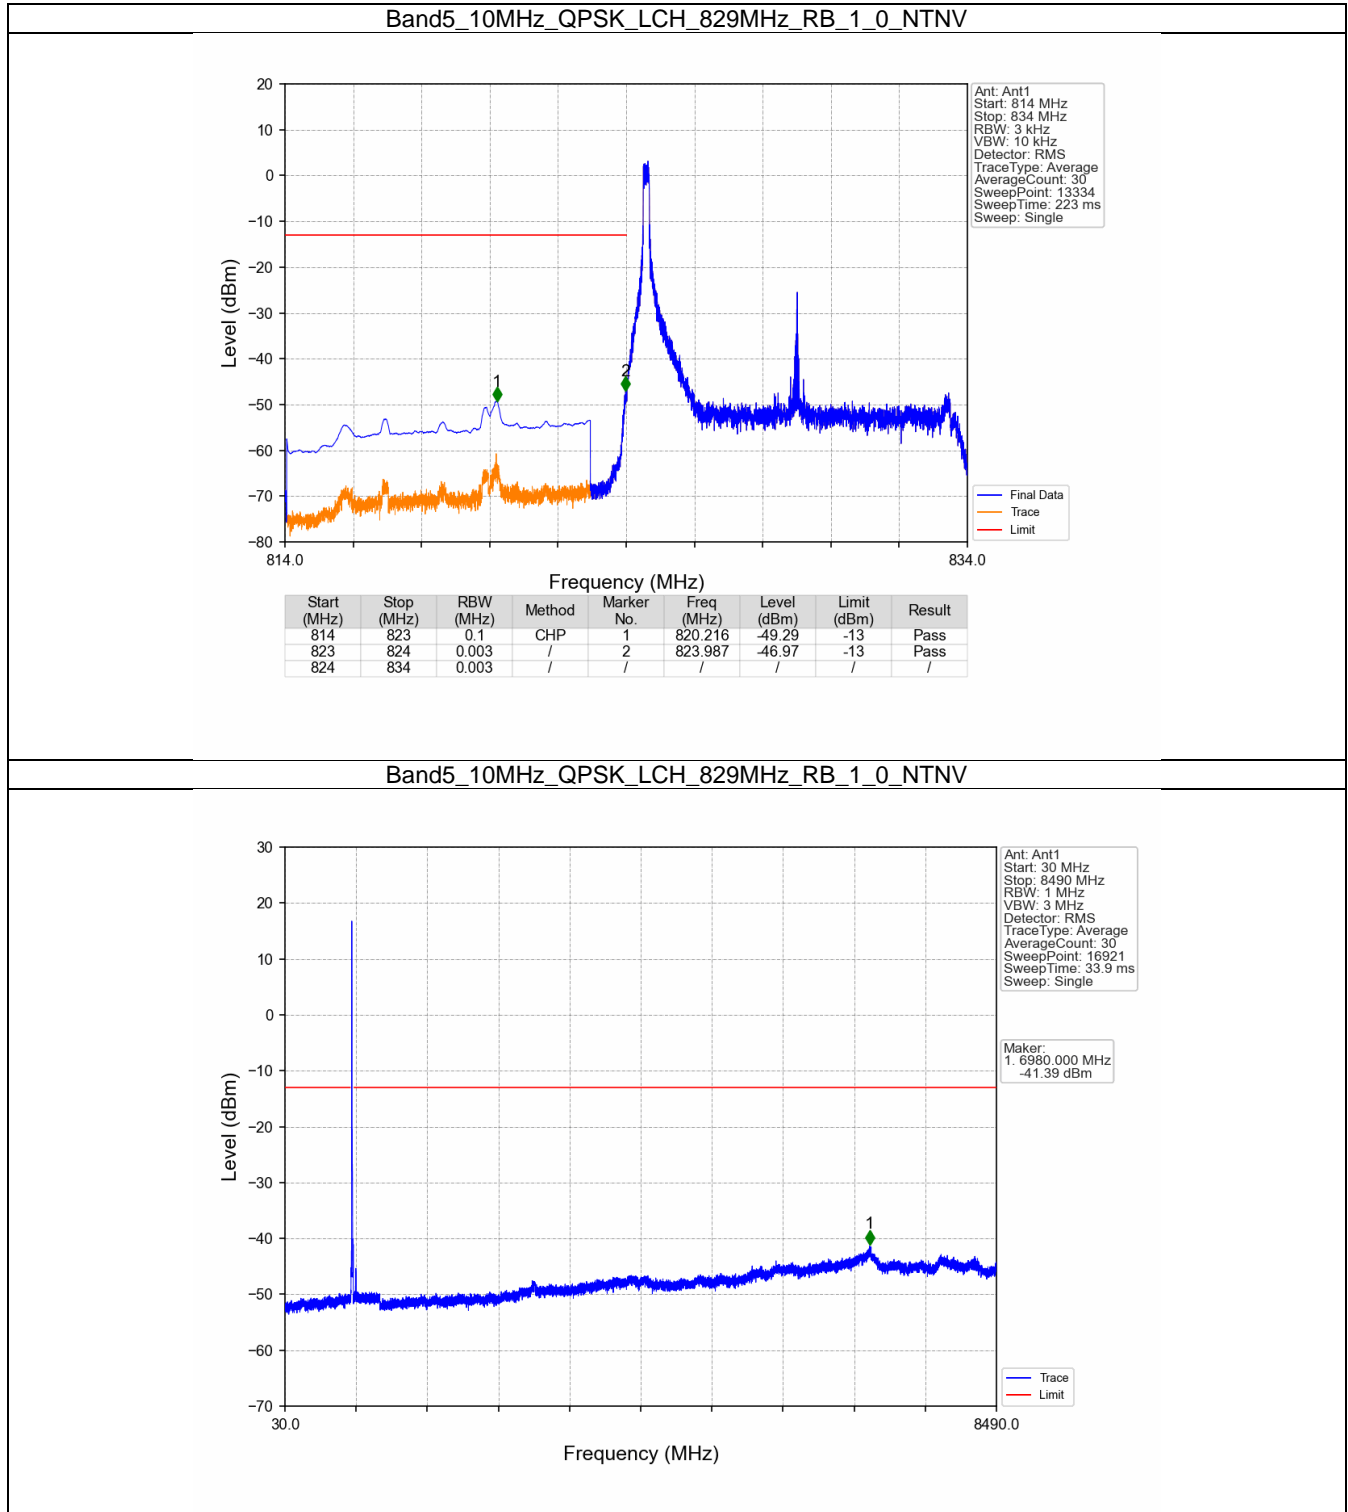 Band5_10MHz_QPSK_LCH_829MHz_RB_1_0_NTNV
20
10
0
−10
−20
−30
−40
−50
−60
−70
−80
Level (dBm)
1
2
814.0
834.0
Frequency (MHz)
Ant: Ant1
Start: 814 MHz
Stop: 834 MHz
RBW: 3 kHz
VBW: 10 kHz
Detector: RMS
TraceType: Average
AverageCount: 30
SweepPoint: 13334
SweepTime: 223 ms
Sweep: Single
Final Data
Trace
Limit
Start (MHz) Stop (MHz) RBW (MHz) Method Marker No. Freq (MHz) Level (dBm) Limit (dBm) Result
814 823 0.1 CHP 1 820.216 -49.29 -13 Pass
823 824 0.003 / 2 823.987 -46.97 -13 Pass
824 834 0.003 / / / / / /
Band5_10MHz_QPSK_LCH_829MHz_RB_1_0_NTNV
30
20
10
0
−10
−20
−30
−40
−50
−60
−70
Level (dBm)
1
30.0
8490.0
Frequency (MHz)
Ant: Ant1
Start: 30 MHz
Stop: 8490 MHz
RBW: 1 MHz
VBW: 3 MHz
Detector: RMS
TraceType: Average
AverageCount: 30
SweepPoint: 16921
SweepTime: 33.9 ms
Sweep: Single
Maker:
1. 6980.000 MHz
-41.39 dBm
Trace
Limit